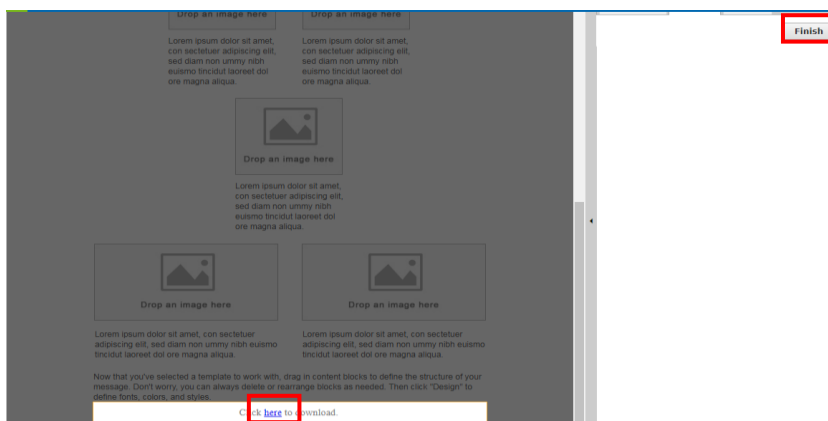 Drop an image here
Drop an image here
Finish
Lorem ipsum dolor sit amet,
con sectetuer adipiscing elit,
sed diam non ummy nibh
euismo tincidut laoreet dol
ore magna aliqua.
Lorem ipsum dolor sit amet,
con sectetuer adipiscing elit,
sed diam non ummy nibh
euismo tincidut laoreet dol
ore magna aliqua.
Drop an image here
Lorem ipsum dolor sit amet,
con sectetuer adipiscing elit,
sed diam non ummy nibh
euismo tincidut laoreet dol
ore magna aliqua.
Drop an image here
Drop an image here
Lorem ipsum dolor sit amet, con sectetuer
adipiscing elit, sed diam non ummy nibh euismo
tincidut laoreet dol ore magna aliqua.
Lorem ipsum dolor sit amet, con sectetuer
adipiscing elit, sed diam non ummy nibh euismo
tincidut laoreet dol ore magna aliqua.
Now that you've selected a template to work with, drag in content blocks to define the structure of your
message. Don't worry, you can always delete or rearrange blocks as needed. Then click "Design" to
define fonts, colors, and styles.
Click here to download.